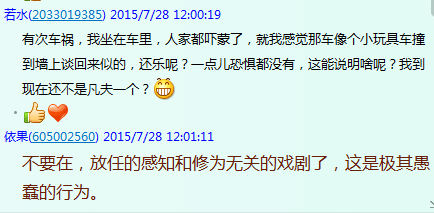 若水(2033019385) 2015/7/28 12:00:19
有次车祸，我坐在车里，人家都吓蒙了，就我感觉那车像个小玩具车撞
到墙上谈回来似的，还乐呢？一点儿恐惧都没有，这能说明啥呢？我到
现在还不是凡夫一个？
依果(605002560) 2015/7/28 12:01:11
不要在，放任的感知和修为无关的戏剧了，这是极其愚
蠢的行为。